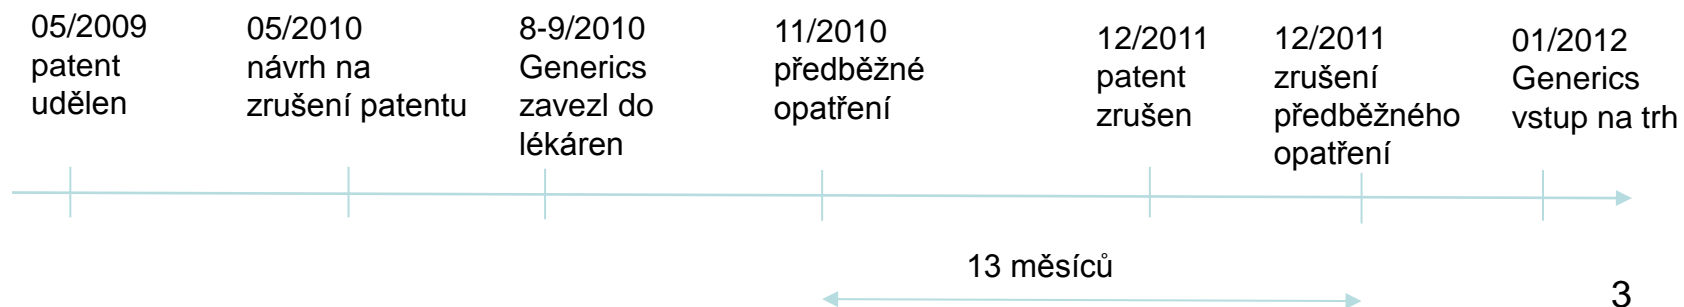 05/2009
patent
udělen
05/2010
návrh na
zrušení patentu
8-9/2010
Generics
zavezl do
lékáren
11/2010
předběžné
opatření
12/2011
patent
zrušen
12/2011
zrušení
předběžného
opatření
01/2012
Generics
vstup na trh
13 měsíců
3